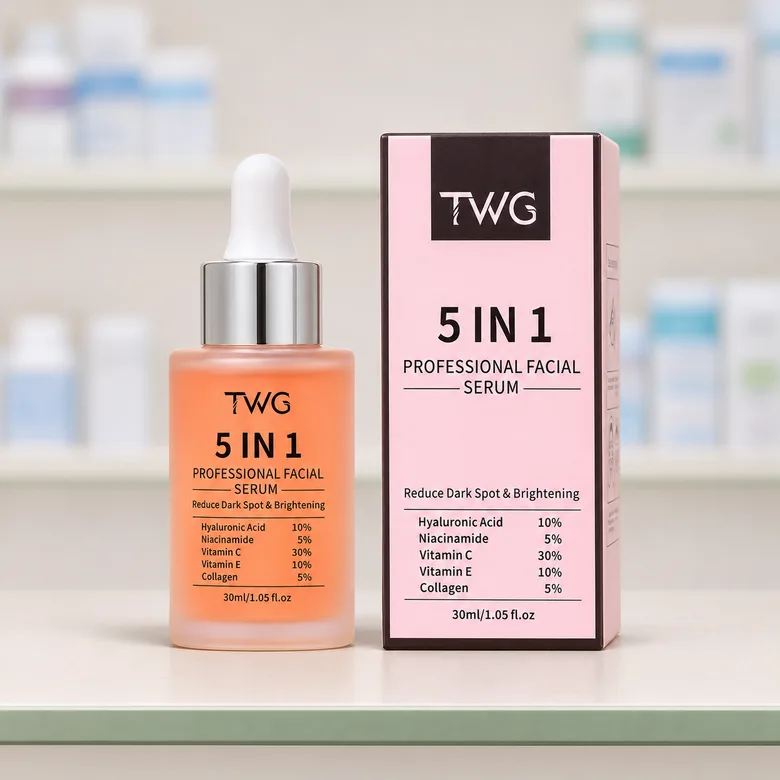 TWG
5 IN 1
PROFESSIONAL FACIAL
SERUM
Reduce Dark Spot & Brightening
Hyaluronic Acid 10%
Niacinamide 5%
Vitamin C 30%
Vitamin E 10%
Collagen 5%
30ml/1.05 fl.oz
TWG
5 IN 1
PROFESSIONAL FACIAL
SERUM
Reduce Dark Spot & Brightening
Hyaluronic Acid 10%
Niacinamide 5%
Vitamin C 30%
Vitamin E 10%
Collagen 5%
30ml/1.05 fl.oz